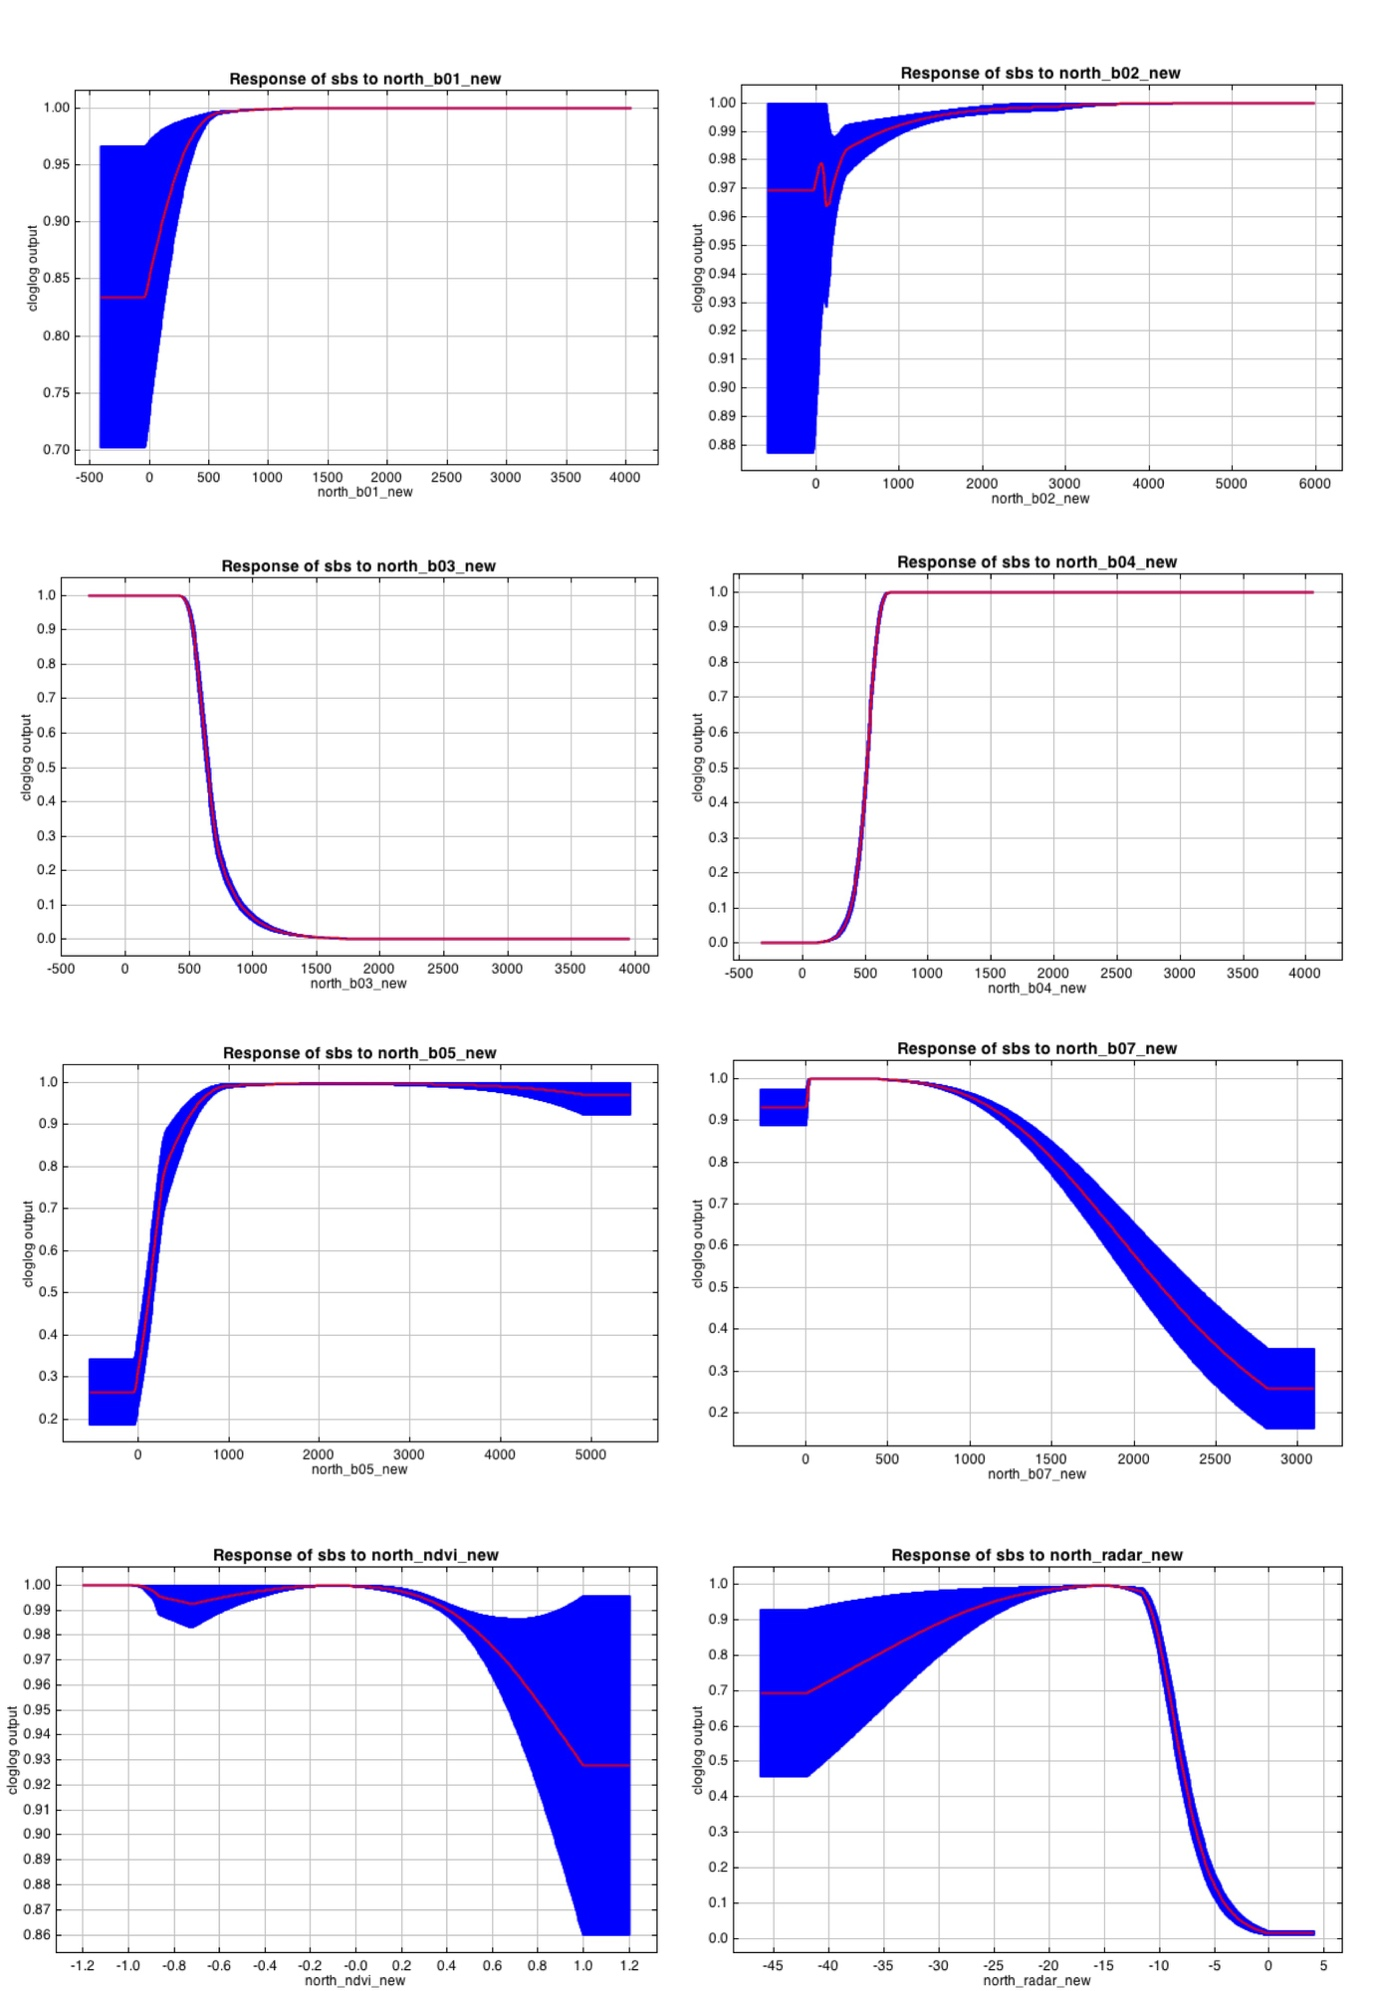 Response of sbs to north_b01_new
1.00
0.95
0.90
0.85
0.80
0.75
0.70
cloglog output
-500 0 500 1000 1500 2000 2500 3000 3500 4000
north_b01_new
Response of sbs to north_b02_new
1.00
0.99
0.98
0.97
0.96
0.95
0.94
0.93
0.92
0.91
0.90
0.89
0.88
cloglog output
0 1000 2000 3000 4000 5000 6000
north_b02_new
Response of sbs to north_b03_new
1.0
0.9
0.8
0.7
0.6
0.5
0.4
0.3
0.2
0.1
0.0
cloglog output
-500 0 500 1000 1500 2000 2500 3000 3500 4000
north_b03_new
Response of sbs to north_b04_new
1.0
0.9
0.8
0.7
0.6
0.5
0.4
0.3
0.2
0.1
0.0
cloglog output
-500 0 500 1000 1500 2000 2500 3000 3500 4000
north_b04_new
Response of sbs to north_b05_new
1.0
0.9
0.8
0.7
0.6
0.5
0.4
0.3
0.2
cloglog output
0 1000 2000 3000 4000 5000
north_b05_new
Response of sbs to north_b07_new
1.0
0.9
0.8
0.7
0.6
0.5
0.4
0.3
0.2
cloglog output
0 500 1000 1500 2000 2500 3000
north_b07_new
Response of sbs to north_ndvi_new
1.00
0.99
0.98
0.97
0.96
0.95
0.94
0.93
0.92
0.91
0.90
0.89
0.88
0.87
0.86
cloglog output
-1.2 -1.0 -0.8 -0.6 -0.4 -0.2 -0.0 0.2 0.4 0.6 0.8 1.0 1.2
north_ndvi_new
Response of sbs to north_radar_new
1.0
0.9
0.8
0.7
0.6
0.5
0.4
0.3
0.2
0.1
0.0
cloglog output
-45 -40 -35 -30 -25 -20 -15 -10 -5 0 5
north_radar_new